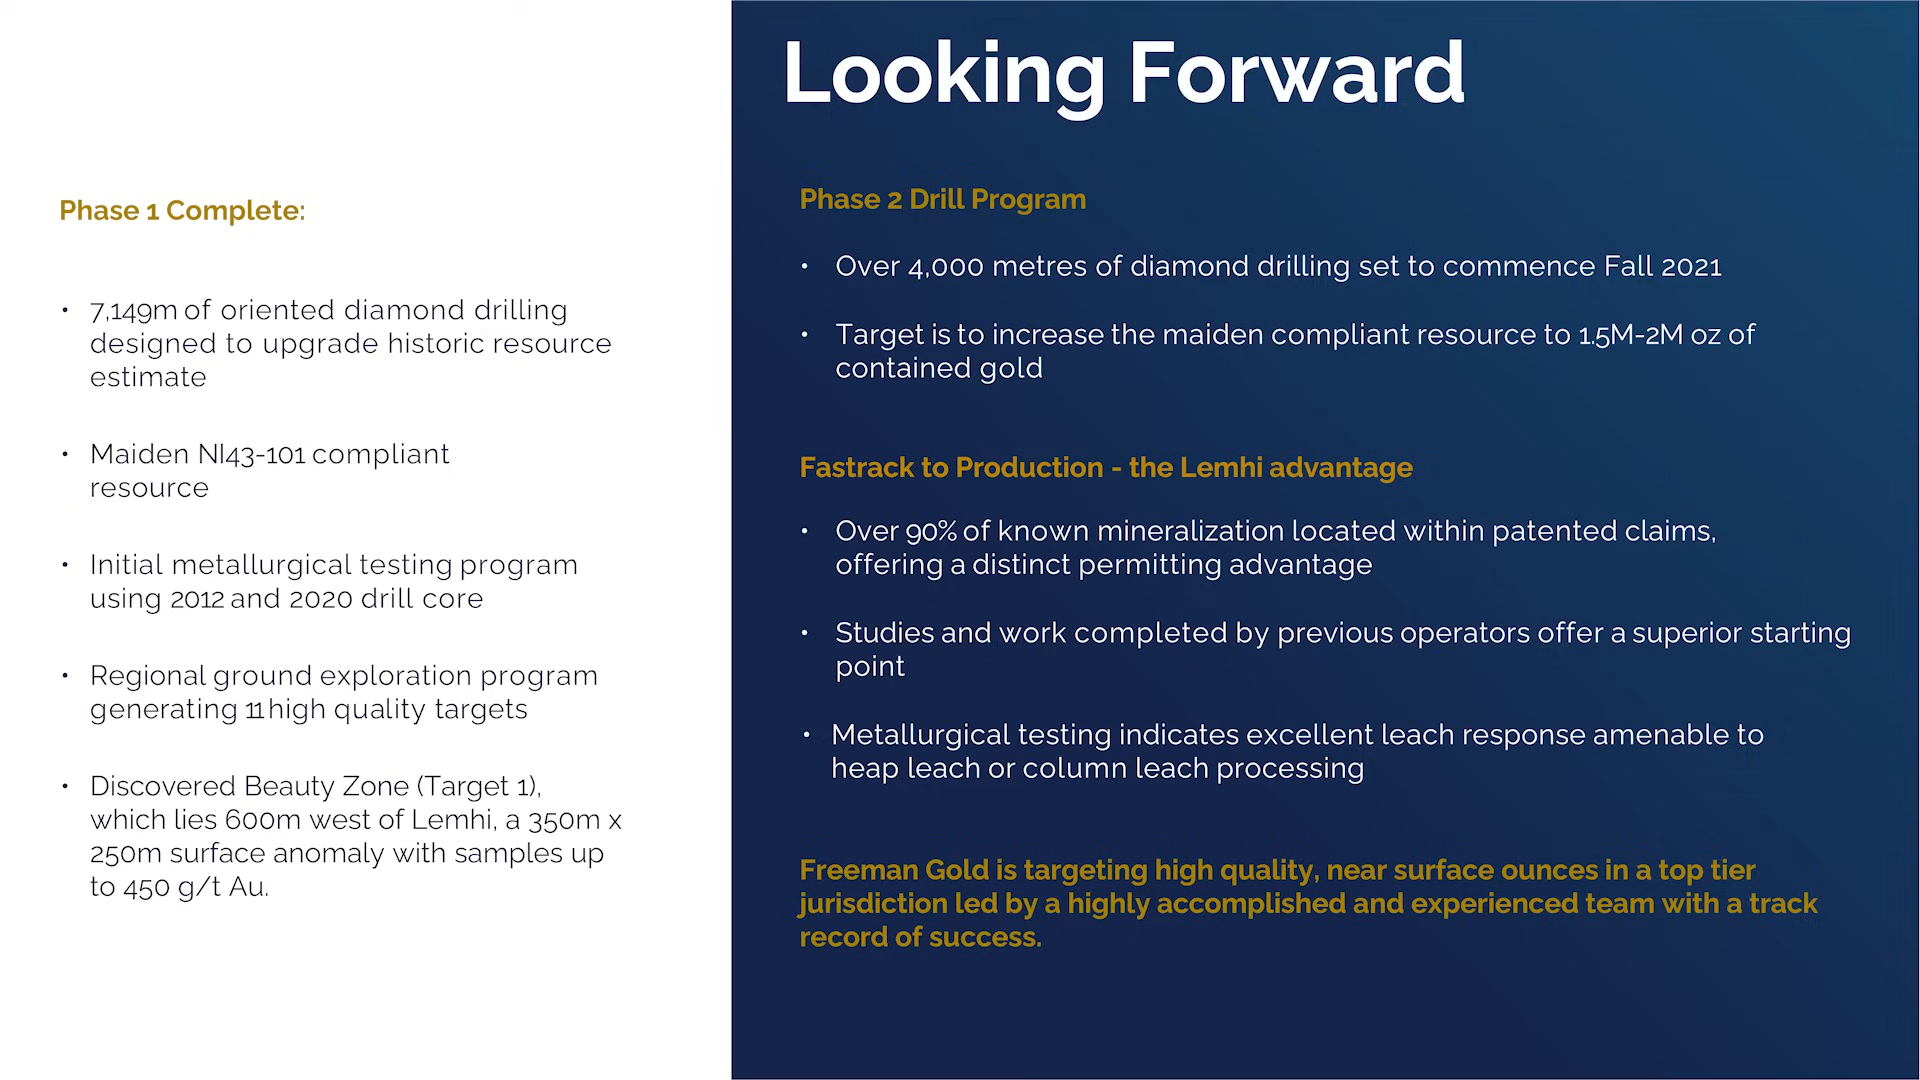 Looking Forward
Phase 1 Complete:
• 7,149m of oriented diamond drilling
designed to upgrade historic resource
estimate
• Maiden NI43-101 compliant
resource
• Initial metallurgical testing program
using 2012 and 2020 drill core
• Regional ground exploration program
generating 11 high quality targets
• Discovered Beauty Zone (Target 1),
which lies 600m west of Lemhi, a 350m x
250m surface anomaly with samples up
to 450 g/t Au.
Phase 2 Drill Program
• Over 4,000 metres of diamond drilling set to commence Fall 2021
• Target is to increase the maiden compliant resource to 1.5M-2M oz of
contained gold
Fastrack to Production - the Lemhi advantage
• Over 90% of known mineralization located within patented claims,
offering a distinct permitting advantage
• Studies and work completed by previous operators offer a superior starting
point
• Metallurgical testing indicates excellent leach response amenable to
heap leach or column leach processing
Freeman Gold is targeting high quality, near surface ounces in a top tier
jurisdiction led by a highly accomplished and experienced team with a track
record of success.